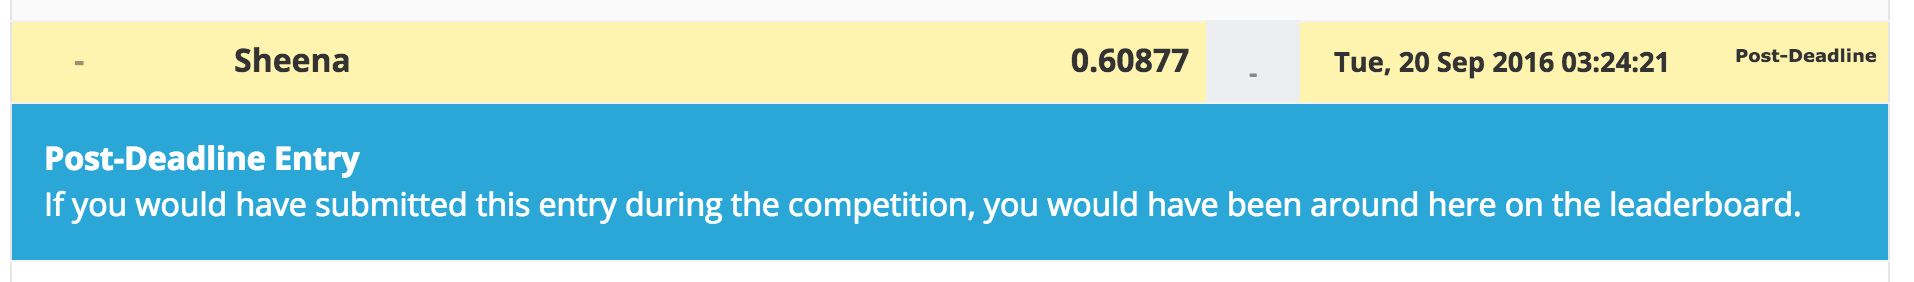 - Sheena 0.60877 - Tue, 20 Sep 2016 03:24:21 Post-Deadline
Post-Deadline Entry
If you would have submitted this entry during the competition, you would have been around here on the leaderboard.